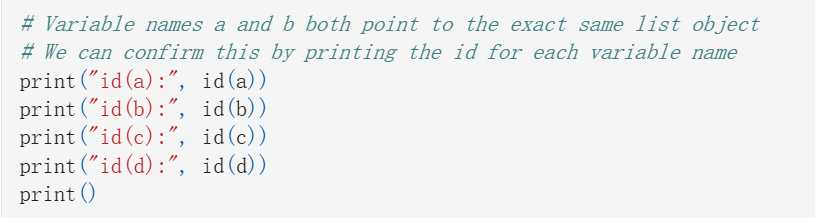 # Variable names a and b both point to the exact same list object
# We can confirm this by printing the id for each variable name
print("id(a):", id(a))
print("id(b):", id(b))
print("id(c):", id(c))
print("id(d):", id(d))
print()